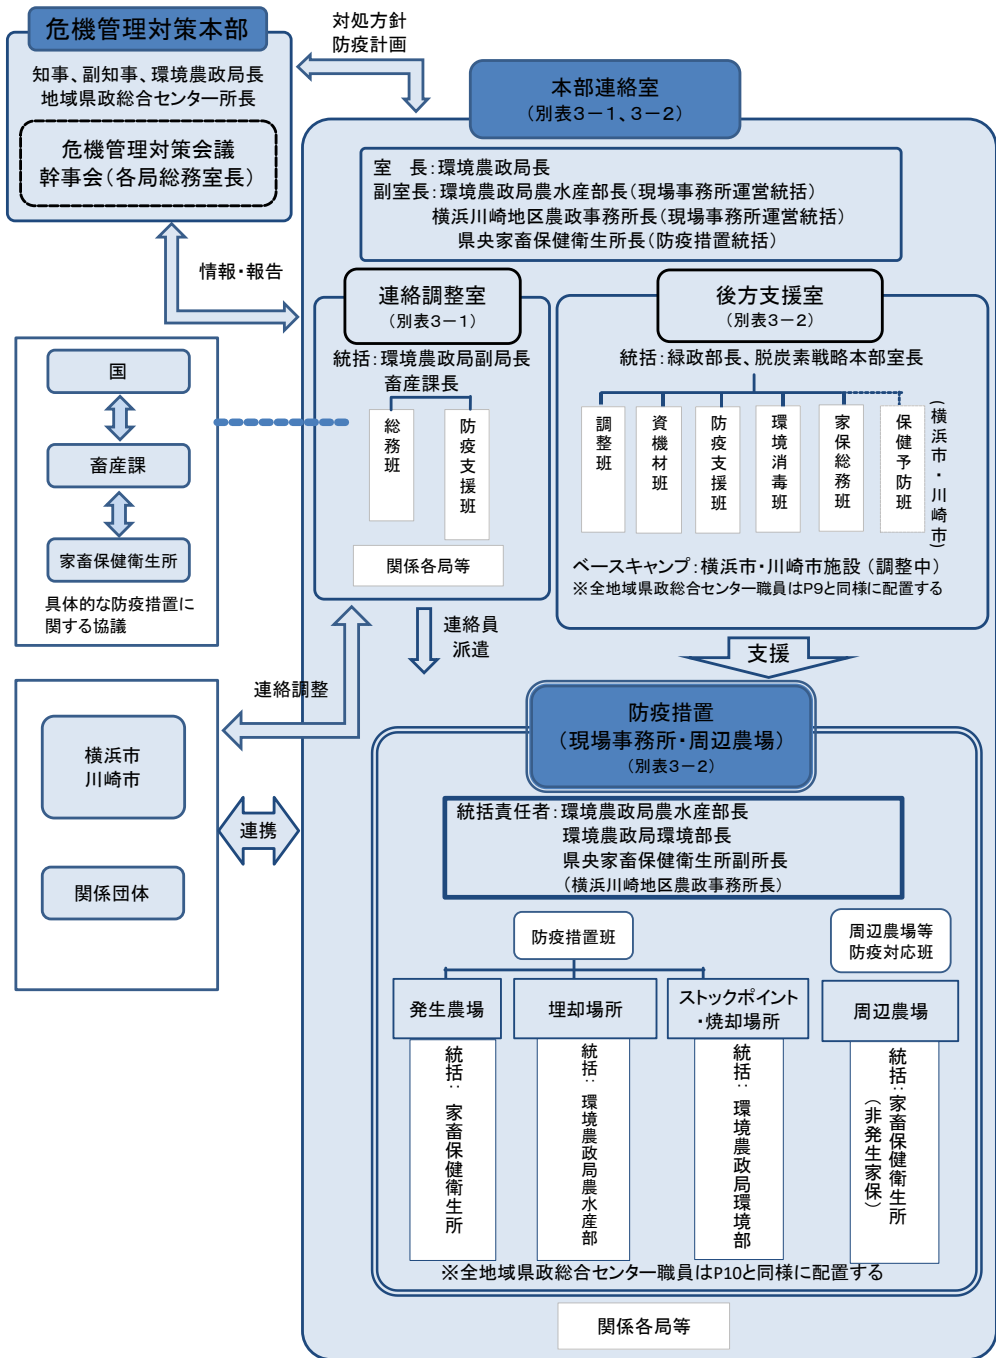 危機管理対策本部
知事、副知事、環境農政局長
地域県政総合センター所長
危機管理対策会議
幹事会（各局総務室長）
対処方針
防疫計画
情報・報告
本部連絡室
（別表３－１、３－２）
室　長：環境農政局長
副室長：環境農政局農水産部長（現場事務所運営統括）
横浜川崎地区農政事務所長（現場事務所運営統括）
県央家畜保健衛生所長（防疫措置統括）
連絡調整室
（別表３－１）
統括：環境農政局副局長
畜産課長
総務班
防疫支援班
関係各局等
後方支援室
（別表３－２）
統括：緑政部長、脱炭素戦略本部室長
調整班
資機材班
防疫支援班
環境消毒班
家保総務班
保健予防班
（横浜市・川崎市）
ベースキャンプ：横浜市・川崎市施設（調整中）
※全地域県政総合センター職員はP9と同様に配置する
国
畜産課
家畜保健衛生所
具体的な防疫措置に
関する協議
連絡員
派遣
支援
連絡調整
横浜市
川崎市
関係団体
連携
防疫措置
（現場事務所・周辺農場）
（別表３－２）
統括責任者：環境農政局農水産部長
環境農政局環境部長
県央家畜保健衛生所副所長
（横浜川崎地区農政事務所長）
防疫措置班
周辺農場等
防疫対応班
発生農場
埋却場所
ストックポイント
・焼却場所
周辺農場
統括：家畜保健衛生所
統括：環境農政局農水産部
統括：環境農政局環境部
統括：家畜保健衛生所
（非発生家保）
※全地域県政総合センター職員はP10と同様に配置する
関係各局等